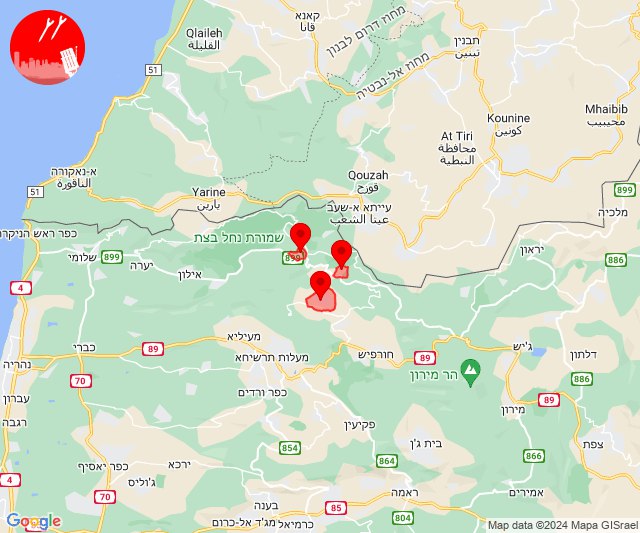 קאנא
قانا
מחוז דרום לבנון
Qlaileh
القليلة
תבנין
تبنين
מחוז אל-נבטיה
51
Mhaibib
محيبيب
Kounine
كونين
At Tiri
محافظة
النبطية
א-נאקורה
الناقورة
Qouzah
قوزح
51
Yarine
يارين
899
עייתא א-שעב
عيتا الشعب
מלכיה
כפר ראש הניקרה
שמורת נחל בצת
יראון
שלומי
899
899
886
יערה
אילון
4
מעיליא
כברי
89
ג'יש
נהריה
מעלות תרשיחא
חורפיש
89
דלתון
הר מירון
70
886
עברון
כפר ורדים
89
מירון
רגבה
פקיעין
854
בית ג'ן
צפת
866
ירכא
864
כפר יאסיף
4
ג'וליס
70
ראמה
אמירים
85
בענה
מג'ד אל-כרום
כרמיאל
804
Google
Map data ©2024 Mapa GISrael